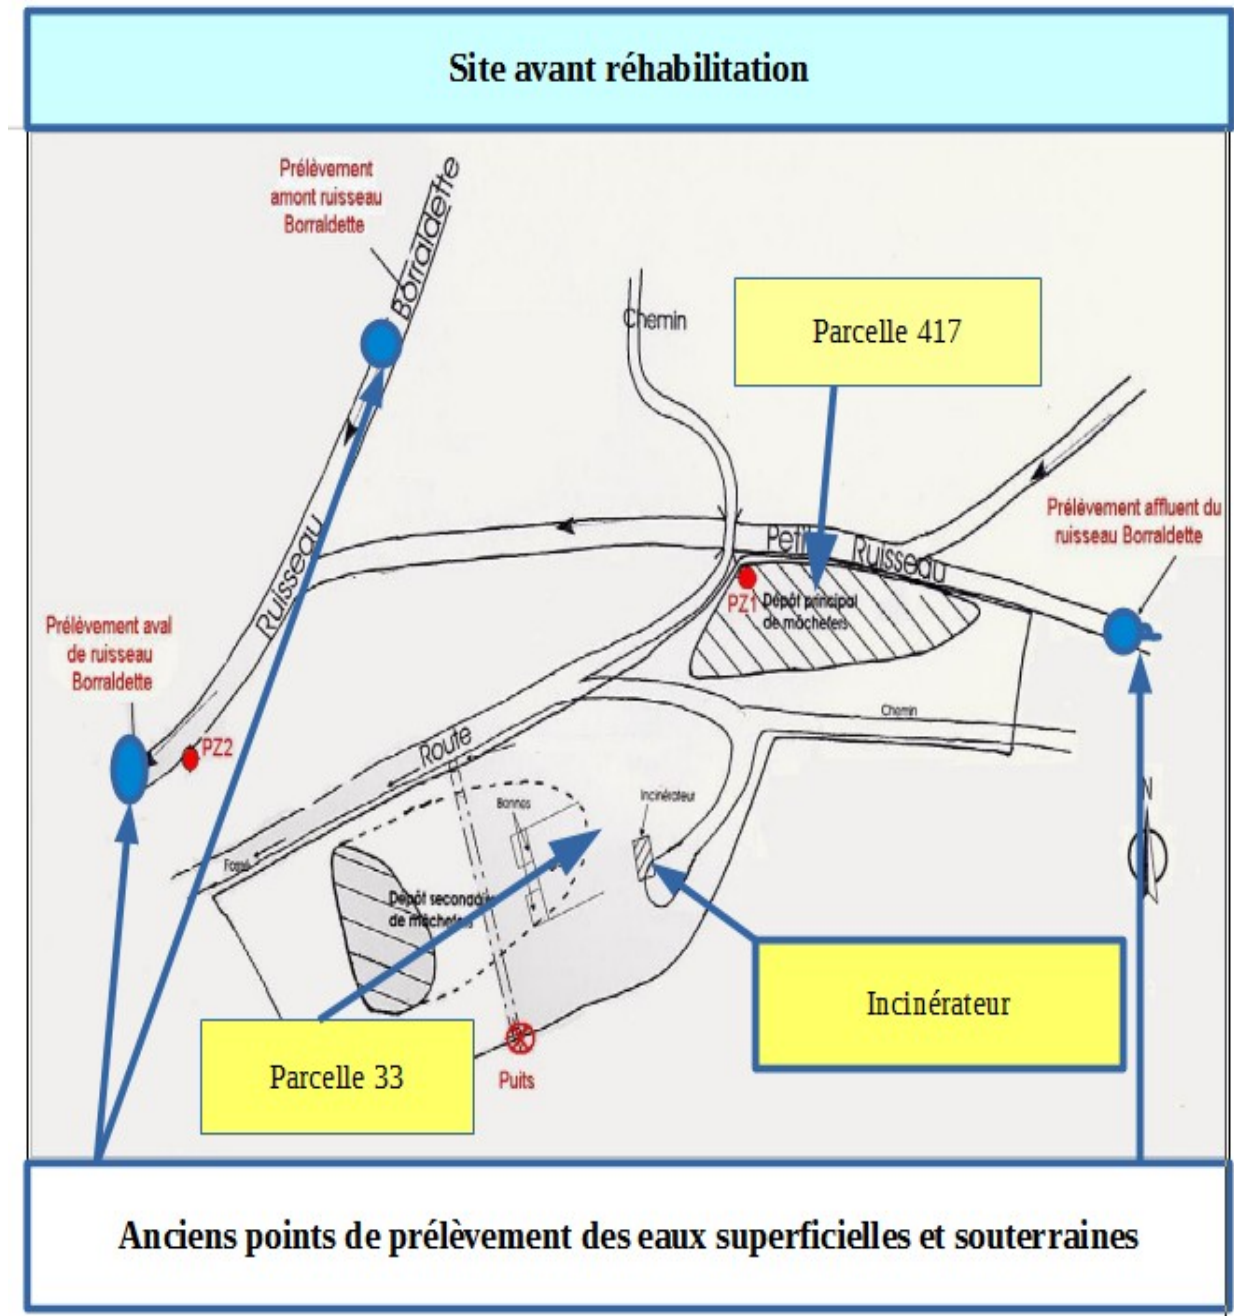 Site avant réhabilitation
Prélèvement
amont ruisseau
Borraldette
Borraldette
Chemin
Parcelle 417
Prélèvement affluent du
ruisseau Borraldette
Petit Ruisseau
Ruisseau
PZ1
Dépôt principal
de mâchefers
Prélèvement aval
de ruisseau
Borraldette
PZ2
Route
Chemin
Bennes
Incinérateur
N
Fossé
Dépôt secondaire
de mâchefers
Incinérateur
Parcelle 33
Puits
Anciens points de prélèvement des eaux superficielles et souterraines